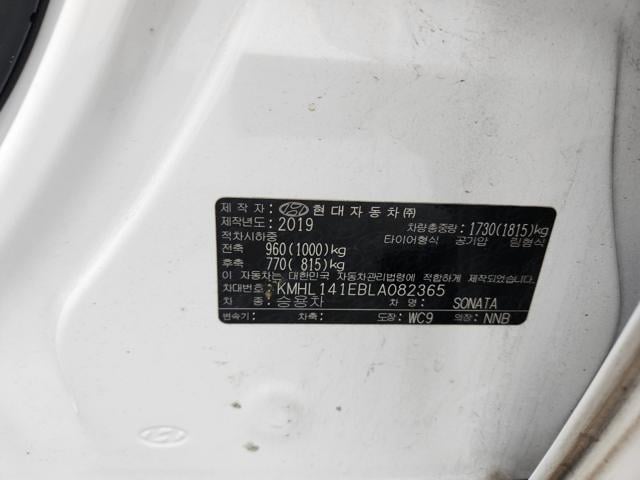 제 작 자 : 현대자동차㈜
제작년도: 2019 차량총중량: 1730(1815)kg
적차시하중 타이어형식 공기압 림형식
전축 960(1000)kg
후축 770( 815)kg
이 자동차는 대한민국 자동차관리법령에 적합하게 제작되었음
차대번호: KMHL141EBLA082365
차 종: 승용차 차 명: SONATA
변속기: 차축: 도장: WC9 의장: NNB